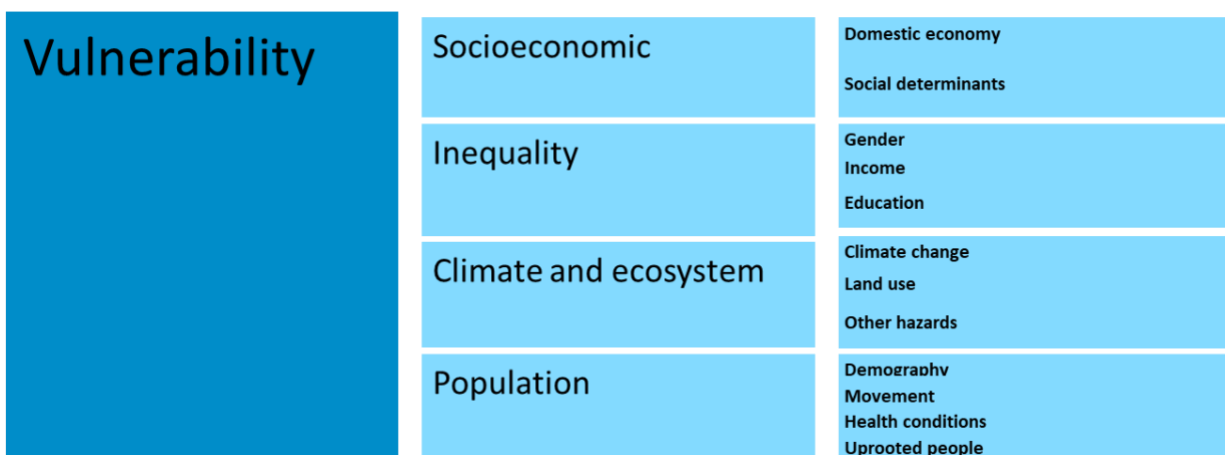 Vulnerability
Socioeconomic
Domestic economy
Social determinants
Inequality
Gender
Income
Education
Climate and ecosystem
Climate change
Land use
Other hazards
Population
Demography
Movement
Health conditions
Uprooted people